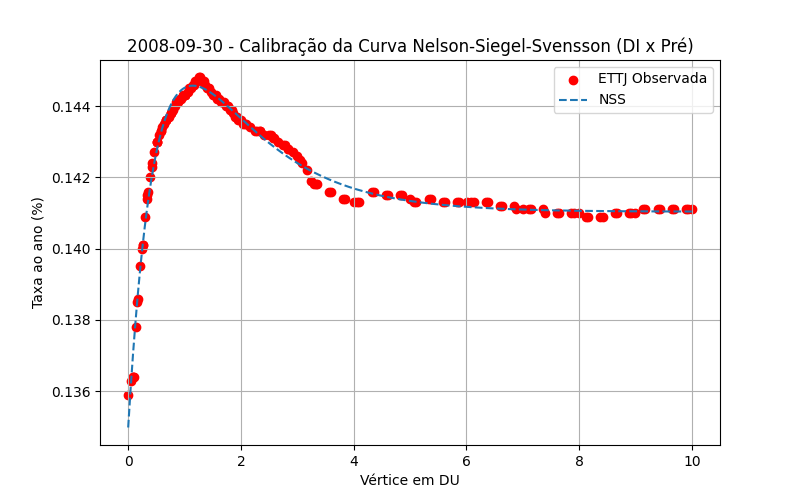 2008-09-30 - Calibração da Curva Nelson-Siegel-Svensson (DI x Pré)
ETTJ Observada
NSS
Taxa ao ano (%)
0.144
0.142
0.140
0.138
0.136
0
2
4
6
8
10
Vértice em DU